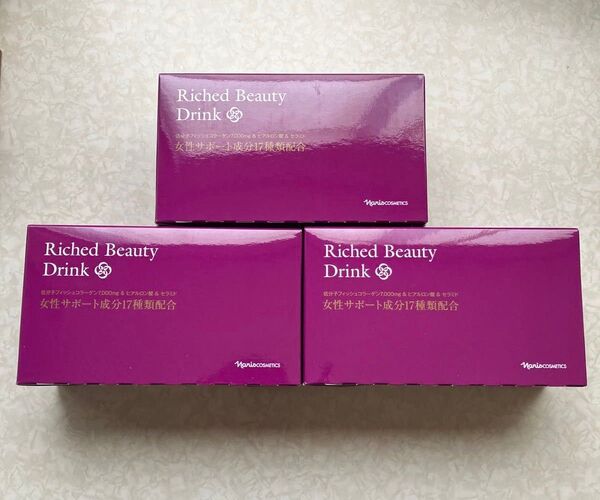 Riched Beauty
Drink
低分子フィッシュコラーゲン7,000mg & ヒアルロン酸 & セラミド
女性サポート成分17種類配合
NarisCOSMETICS
Riched Beauty
Drink
低分子フィッシュコラーゲン7,000mg & ヒアルロン酸 & セラミド
女性サポート成分17種類配合
NarisCOSMETICS
Riched Beauty
Drink
低分子フィッシュコラーゲン7,000mg & ヒアルロン酸 & セラミド
女性サポート成分17種類配合
NarisCOSMETICS